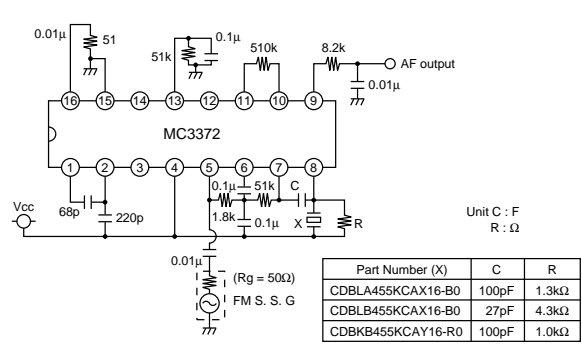 0.01μ
51
0.1μ
51k
510k
8.2k
AF output
0.01μ
16
15
14
13
12
11
10
9
MC3372
1
2
3
4
5
6
7
8
Vcc
68p
220p
0.1μ
51k
C
1.8k
0.1μ
X
R
0.01μ
(Rg = 50Ω)
FM S. S. G
Unit C : F
R : Ω
Part Number (X) C R
CDBLA455KCAX16-B0 100pF 1.3kΩ
CDBLB455KCAX16-B0 27pF 4.3kΩ
CDBKB455KCAY16-R0 100pF 1.0kΩ